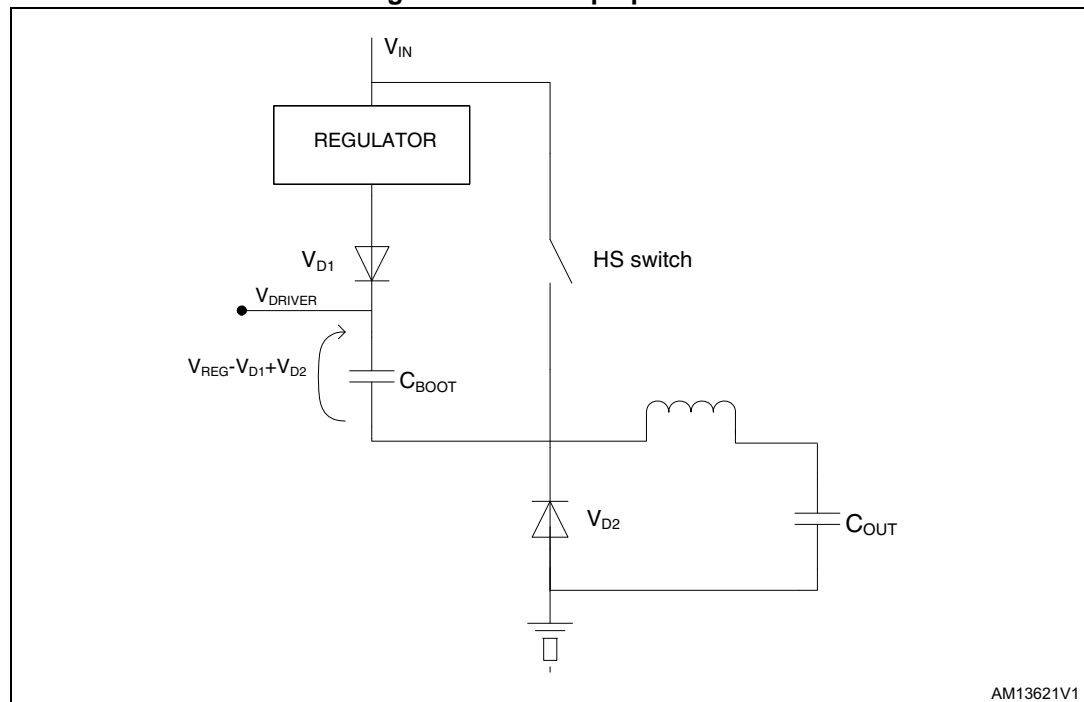 V_IN
REGULATOR
V_D1
HS switch
V_DRIVER
V_REG-V_D1+V_D2
C_BOOT
V_D2
C_OUT
AM13621V1